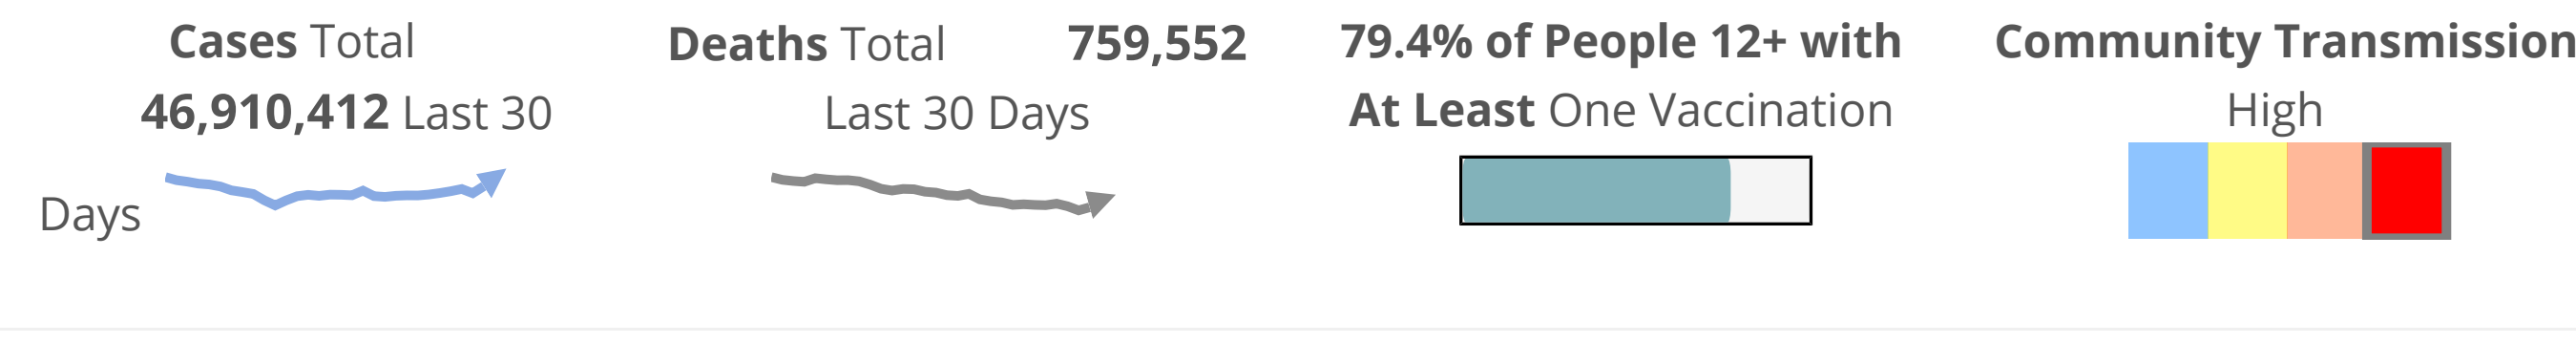 Cases Total
46,910,412 Last 30
Days
Deaths Total 759,552
Last 30 Days
79.4% of People 12+ with
At Least One Vaccination
Community Transmission
High